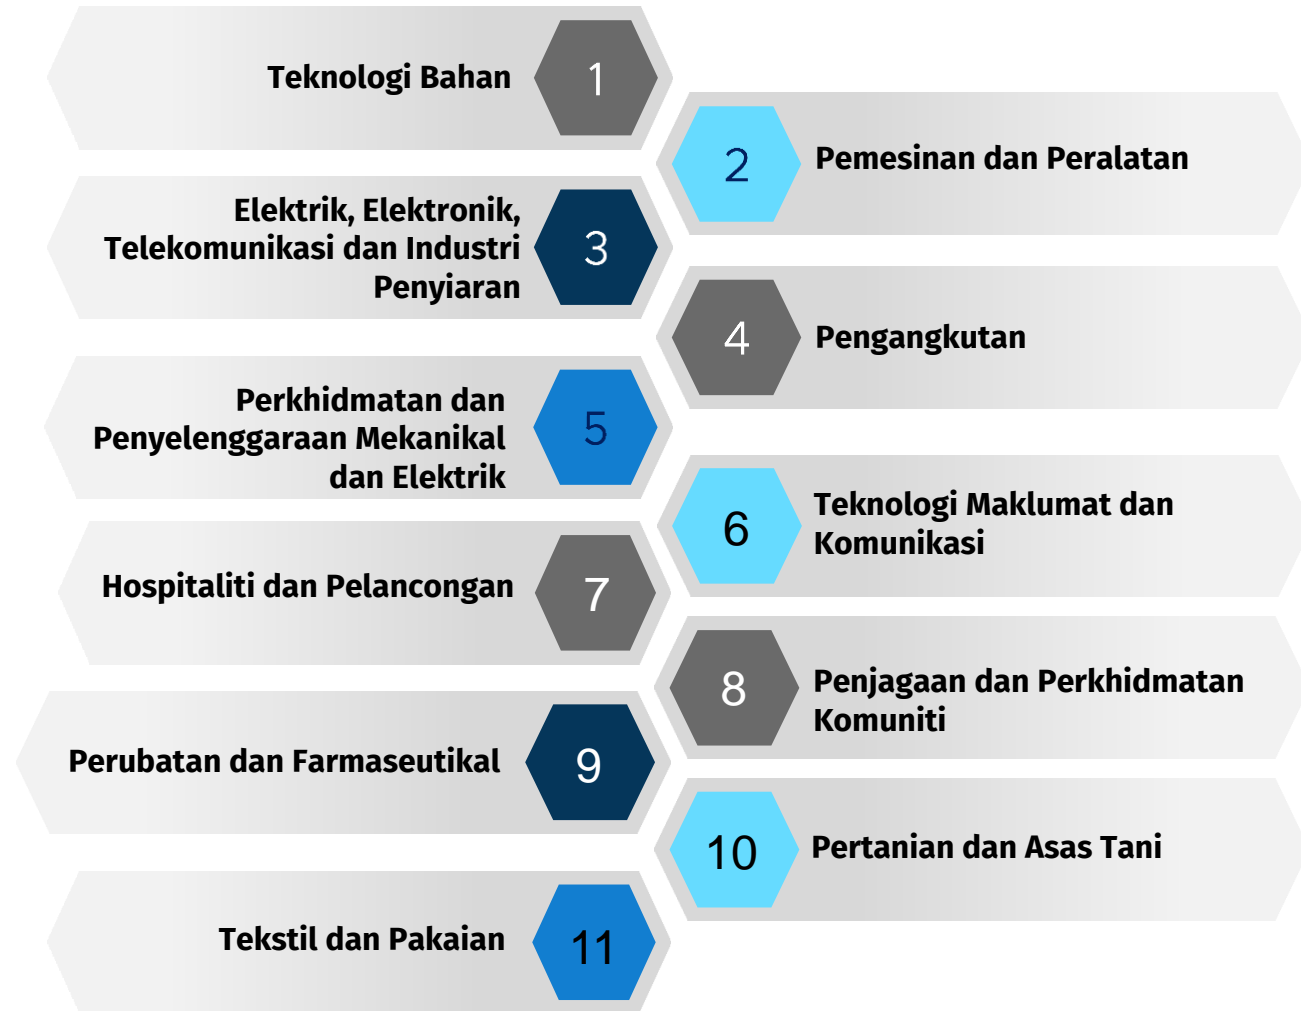 1
Teknologi Bahan
2
Pemesinan dan Peralatan
3
Elektrik, Elektronik,
Telekomunikasi dan Industri
Penyiaran
4
Pengangkutan
5
Perkhidmatan dan
Penyelenggaraan Mekanikal
dan Elektrik
6
Teknologi Maklumat dan
Komunikasi
7
Hospitaliti dan Pelancongan
8
Penjagaan dan Perkhidmatan
Komuniti
9
Perubatan dan Farmaseutikal
10
Pertanian dan Asas Tani
11
Tekstil dan Pakaian